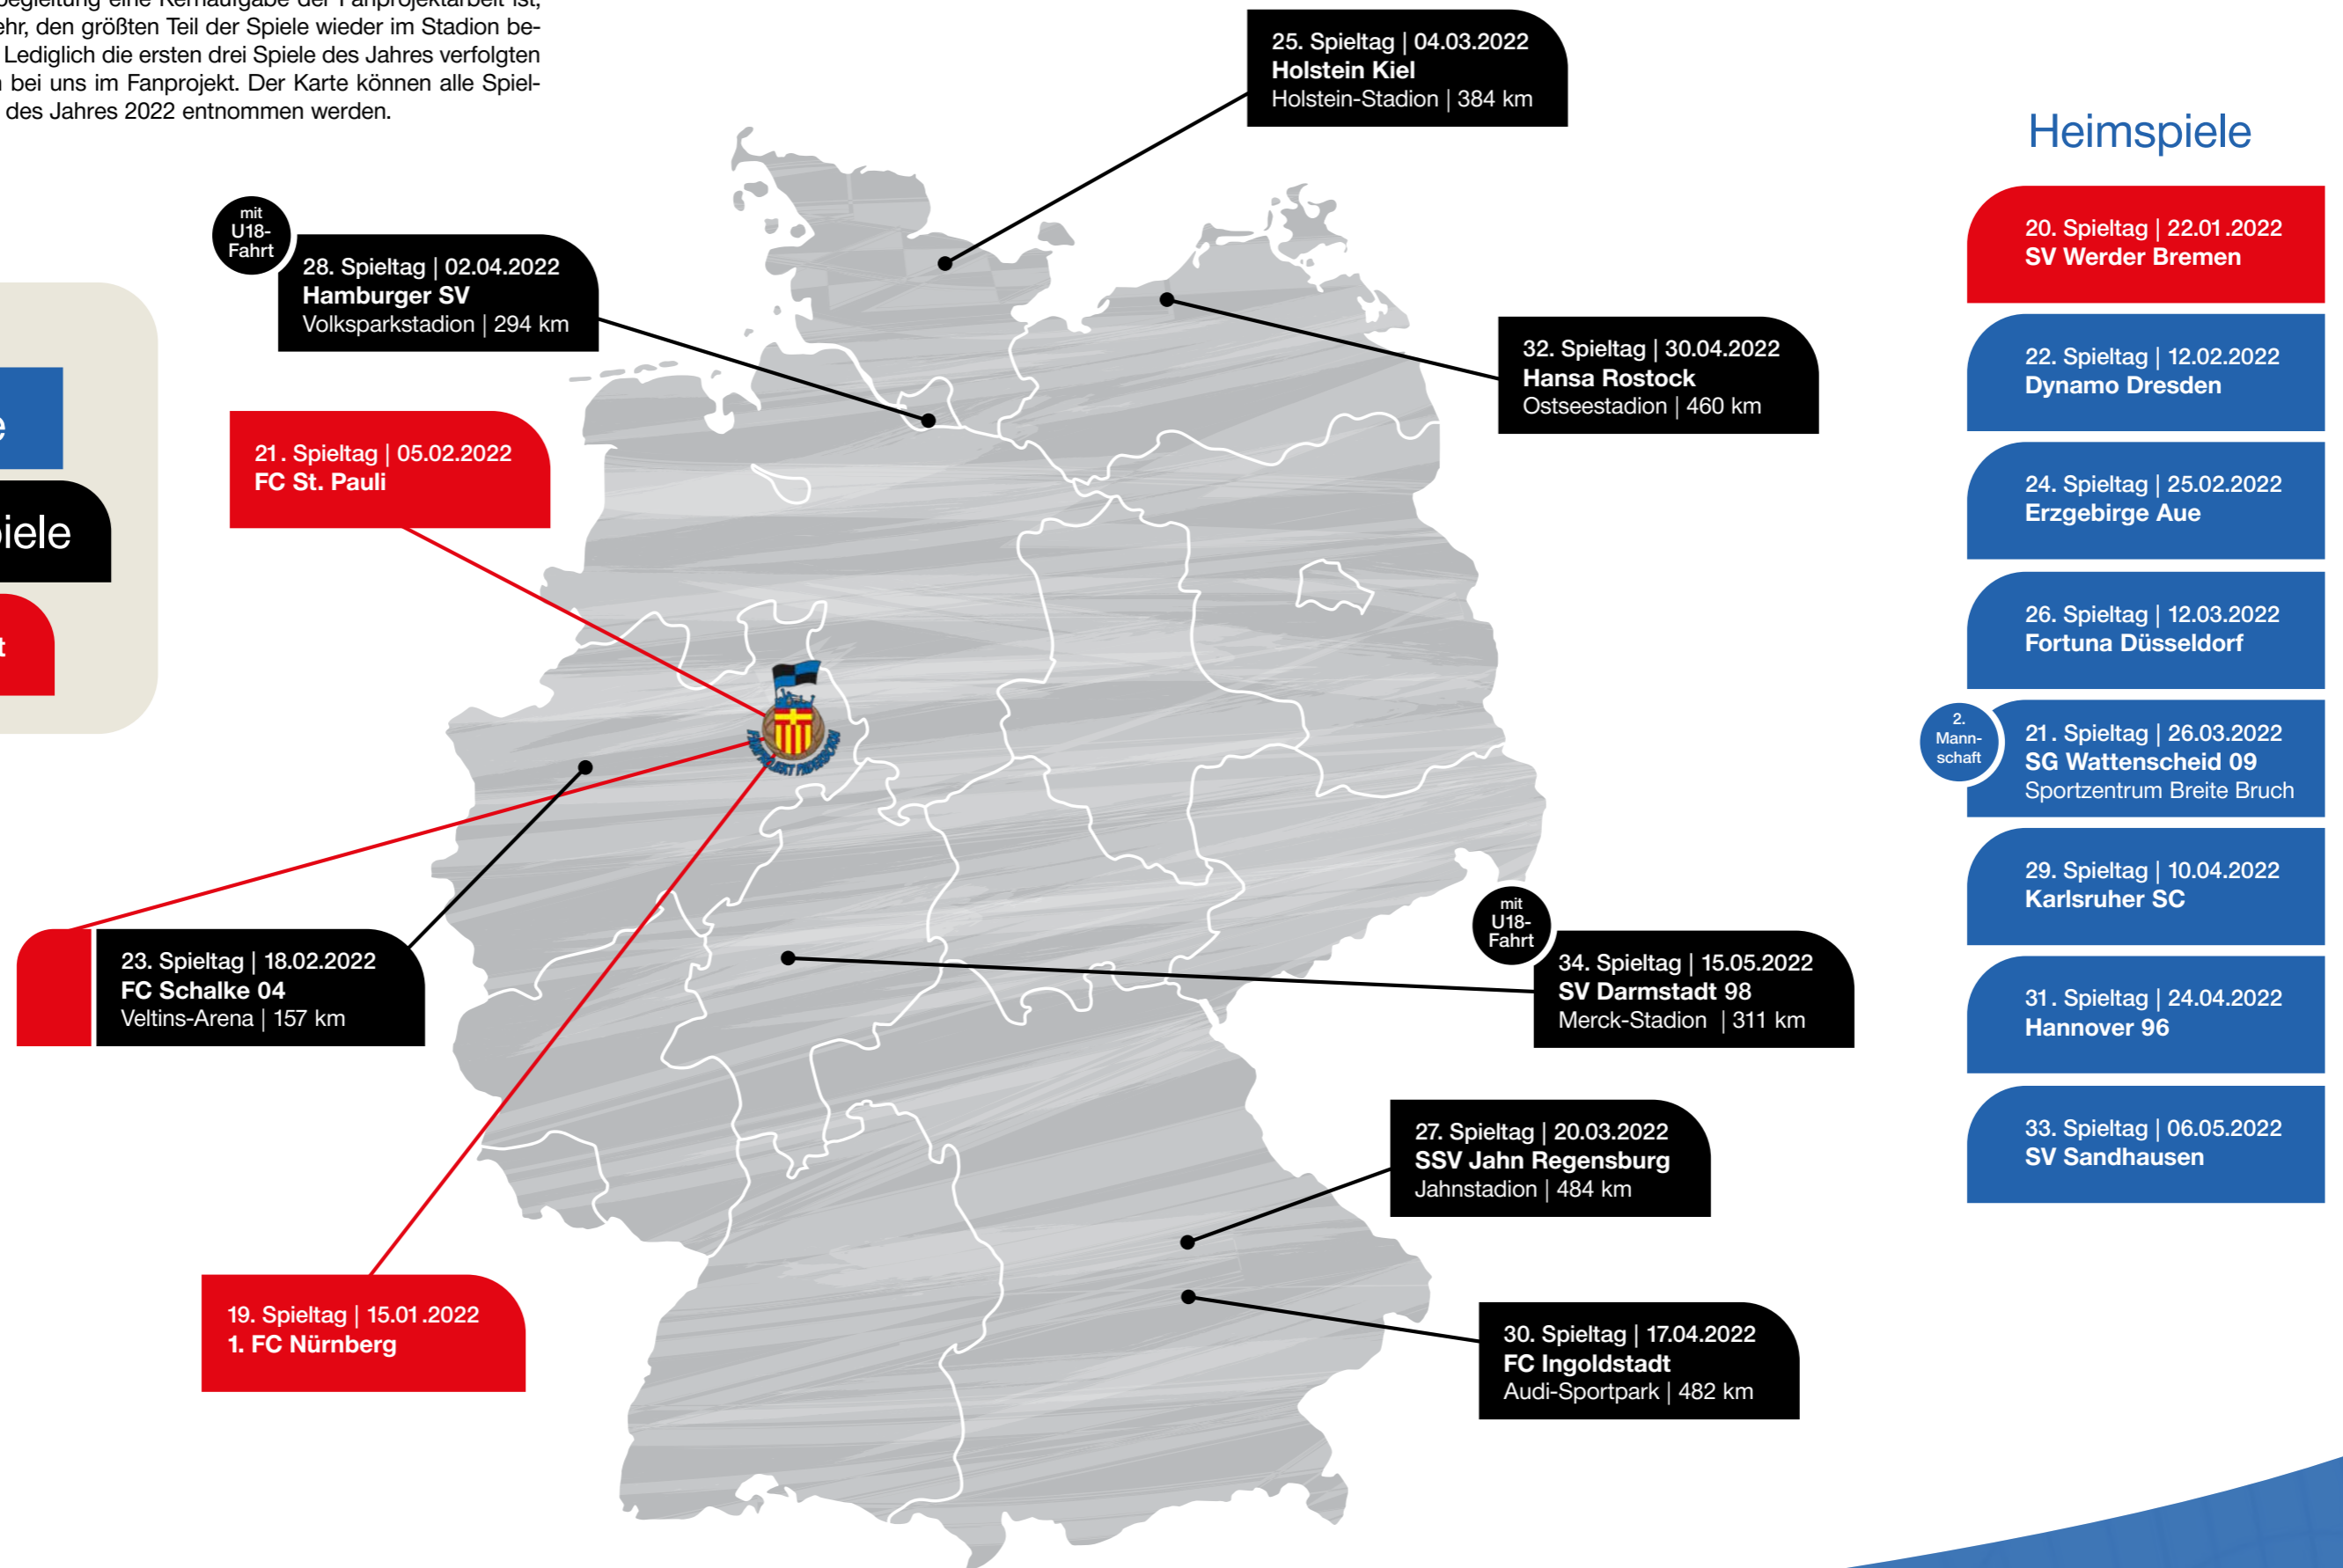 begleitung eine Kernaufgabe der Fanprojektarbeit ist,
ehr, den größten Teil der Spiele wieder im Stadion be-
Lediglich die ersten drei Spiele des Jahres verfolgten
bei uns im Fanprojekt. Der Karte können alle Spiel-
des Jahres 2022 entnommen werden.
e
piele
t
25. Spieltag | 04.03.2022
Holstein Kiel
Holstein-Stadion | 384 km
mit
U18-
Fahrt
28. Spieltag | 02.04.2022
Hamburger SV
Volksparkstadion | 294 km
32. Spieltag | 30.04.2022
Hansa Rostock
Ostseestadion | 460 km
21. Spieltag | 05.02.2022
FC St. Pauli
FANPROJEKT PADERBORN
23. Spieltag | 18.02.2022
FC Schalke 04
Veltins-Arena | 157 km
mit
U18-
Fahrt
34. Spieltag | 15.05.2022
SV Darmstadt 98
Merck-Stadion | 311 km
27. Spieltag | 20.03.2022
SSV Jahn Regensburg
Jahnstadion | 484 km
19. Spieltag | 15.01.2022
1. FC Nürnberg
30. Spieltag | 17.04.2022
FC Ingoldstadt
Audi-Sportpark | 482 km
Heimspiele
20. Spieltag | 22.01.2022
SV Werder Bremen
22. Spieltag | 12.02.2022
Dynamo Dresden
24. Spieltag | 25.02.2022
Erzgebirge Aue
26. Spieltag | 12.03.2022
Fortuna Düsseldorf
2.
Mann-
schaft
21. Spieltag | 26.03.2022
SG Wattenscheid 09
Sportzentrum Breite Bruch
29. Spieltag | 10.04.2022
Karlsruher SC
31. Spieltag | 24.04.2022
Hannover 96
33. Spieltag | 06.05.2022
SV Sandhausen